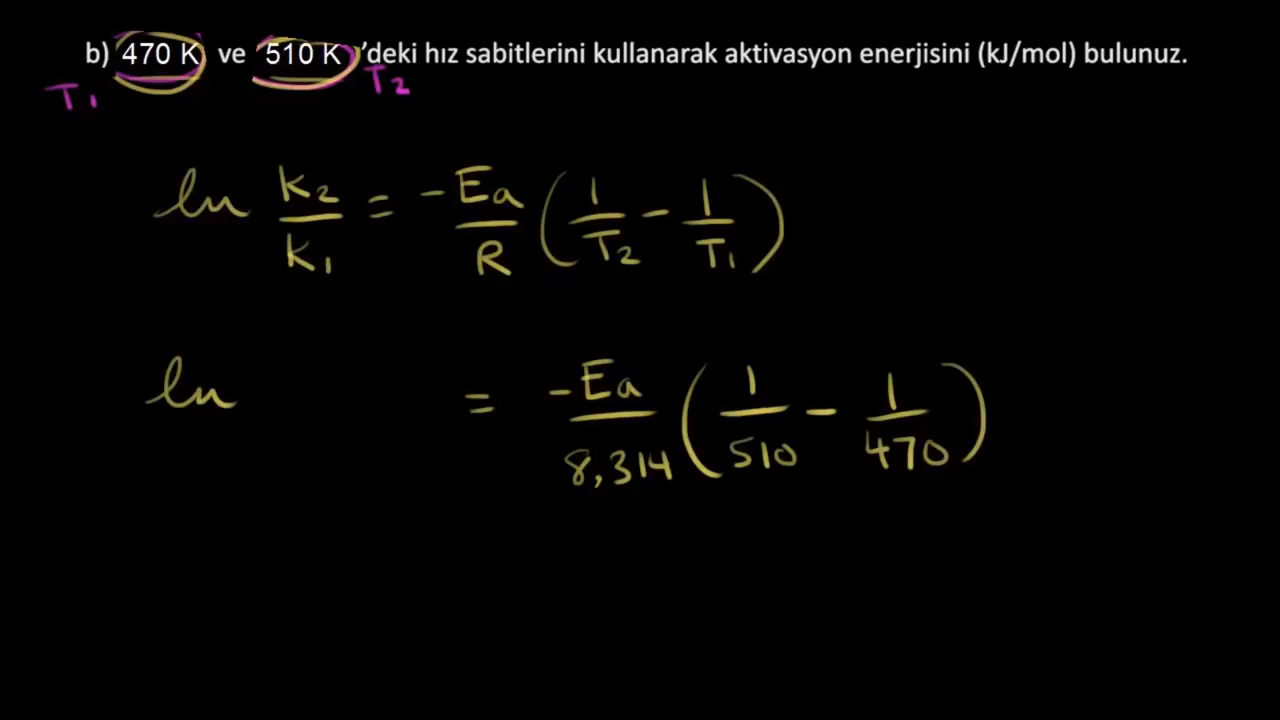 b) 470 K ve 510 K 'deki hız sabitlerini kullanarak aktivasyon enerjisini (kJ/mol) bulunuz.
T1 T2
ln K2/K1 = -Ea/R (1/T2 - 1/T1)
ln = -Ea/8,314 (1/510 - 1/470)